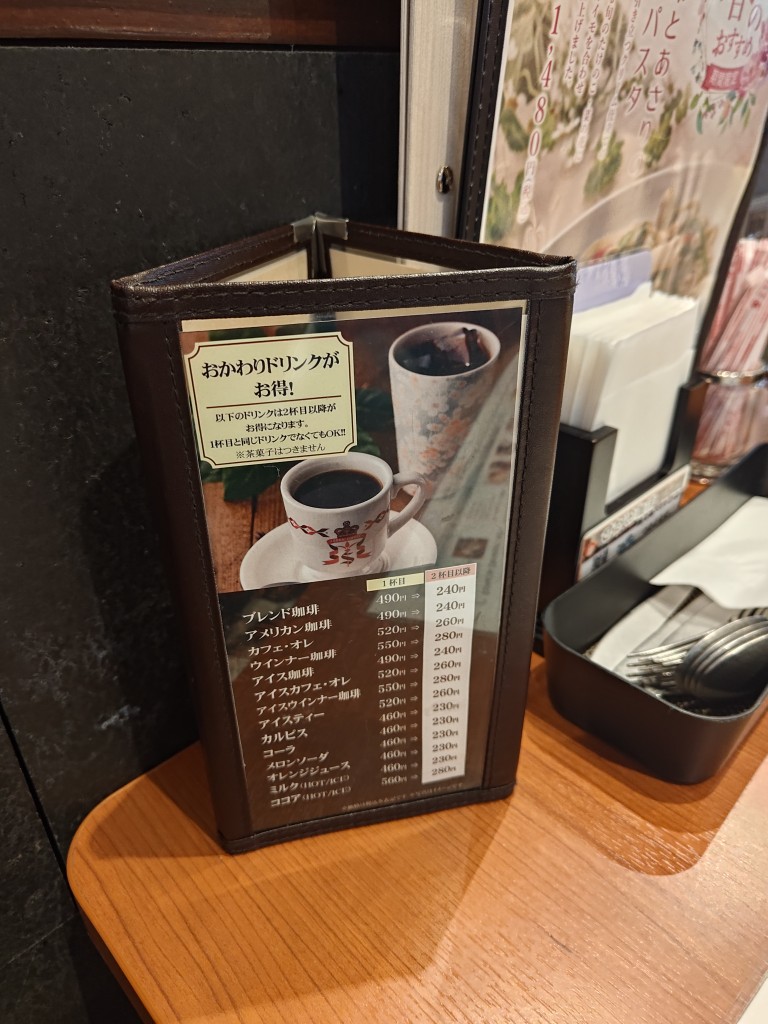 おかわりドリンクが
お得!
以下のドリンクは2杯目以降が
お得になります。
1杯目と同じドリンクでなくてもOK!!
※茶菓子はつきません
1杯目 2杯目以降
ブレンド珈琲 490円 ⇒ 240円
アメリカン珈琲 490円 ⇒ 240円
カフェ・オレ 520円 ⇒ 260円
ウインナー珈琲 550円 ⇒ 280円
アイス珈琲 490円 ⇒ 240円
アイスカフェ・オレ 520円 ⇒ 260円
アイスウインナー珈琲 550円 ⇒ 280円
アイスティー 520円 ⇒ 260円
カルピス 460円 ⇒ 230円
コーラ 460円 ⇒ 230円
メロンソーダ 460円 ⇒ 230円
オレンジジュース 460円 ⇒ 230円
ミルク(HOT/ICE) 460円 ⇒ 230円
ココア(HOT/ICE) 560円 ⇒ 280円
おすすめ
とあさり
パスタ
上げました
1,480